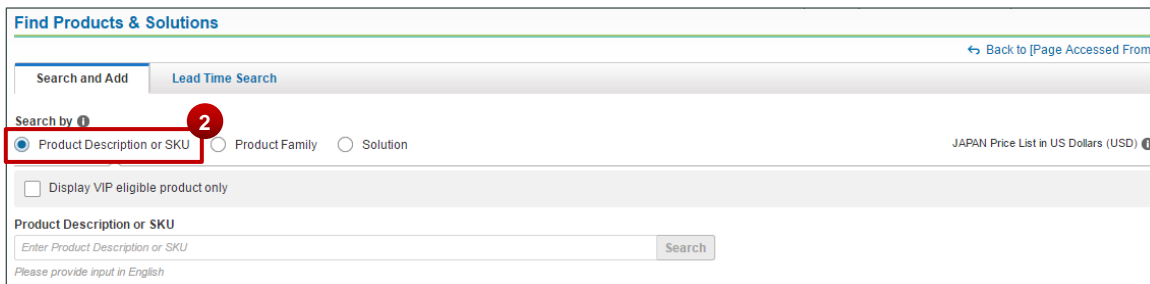 Find Products & Solutions
Back to [Page Accessed From
Search and Add Lead Time Search
Search by
2
Product Description or SKU Product Family Solution JAPAN Price List in US Dollars (USD)
Display VIP eligible product only
Product Description or SKU
Enter Product Description or SKU Search
Please provide input in English